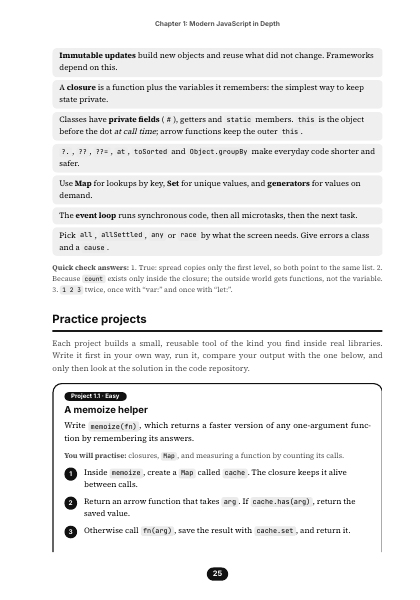 Chapter 1: Modern JavaScript in Depth
Immutable updates build new objects and reuse what did not change. Frameworks
depend on this.
A closure is a function plus the variables it remembers: the simplest way to keep
state private.
Classes have private fields ( # ), getters and static members. this is the object
before the dot at call time; arrow functions keep the outer this .
?. , ?? , ??= , at , toSorted and Object.groupBy make everyday code shorter and
safer.
Use Map for lookups by key, Set for unique values, and generators for values on
demand.
The event loop runs synchronous code, then all microtasks, then the next task.
Pick all , allSettled , any or race by what the screen needs. Give errors a class
and a cause .
Quick check answers: 1. True: spread copies only the first level, so both point to the same list. 2.
Because count exists only inside the closure; the outside world gets functions, not the variable.
3. 1 2 3 twice, once with “var:” and once with “let:”.
Practice projects
Each project builds a small, reusable tool of the kind you find inside real libraries.
Write it first in your own way, run it, compare your output with the one below, and
only then look at the solution in the code repository.
Project 1.1 · Easy
A memoize helper
Write memoize(fn) , which returns a faster version of any one-argument func-
tion by remembering its answers.
You will practise: closures, Map , and measuring a function by counting its calls.
1 Inside memoize , create a Map called cache . The closure keeps it alive
between calls.
2 Return an arrow function that takes arg . If cache.has(arg) , return the
saved value.
3 Otherwise call fn(arg) , save the result with cache.set , and return it.
25